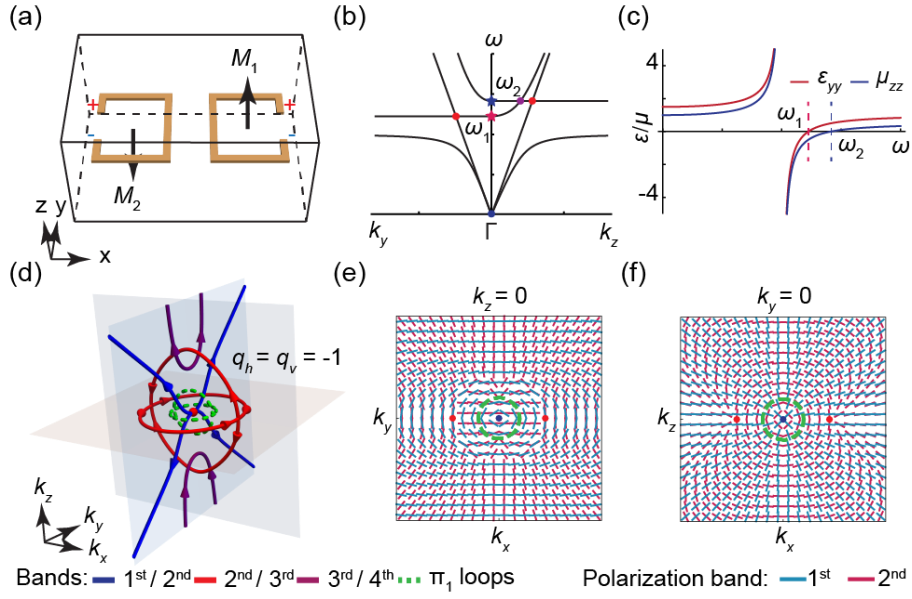 (a)
M1
+
+
-
-
M2
z y
x
(b)
ω
ω2
ω1
ky
Γ
kz
(c)
4
εyy
μzz
ε/μ
ω1
ω2
ω
-4
(d)
qh = qv = -1
kz
ky
kx
(e)
kz = 0
ky
kx
(f)
ky = 0
kz
kx
Bands: 1st / 2nd 2nd / 3rd 3rd / 4th π1 loops
Polarization band: 1st 2nd